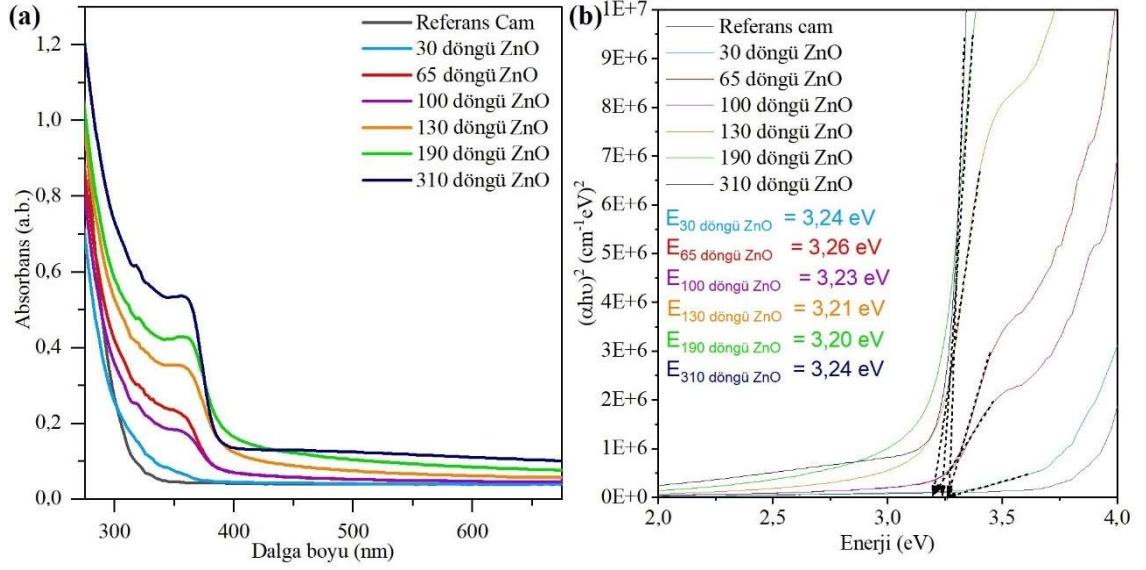 (a)
1,2
1,0
0,8
0,6
0,4
0,2
0,0
Absorbans (a.b.)
300
400
500
600
Dalga boyu (nm)
Referans Cam
30 döngü ZnO
65 döngü ZnO
100 döngü ZnO
130 döngü ZnO
190 döngü ZnO
310 döngü ZnO
(b)
1E+7
9E+6
8E+6
7E+6
6E+6
5E+6
4E+6
3E+6
2E+6
1E+6
0E+0
(αhυ)² (cm⁻¹eV)²
2,0
2,5
3,0
3,5
4,0
Enerji (eV)
Referans cam
30 döngü ZnO
65 döngü ZnO
100 döngü ZnO
130 döngü ZnO
190 döngü ZnO
310 döngü ZnO
E30 döngü ZnO = 3,24 eV
E65 döngü ZnO = 3,26 eV
E100 döngü ZnO = 3,23 eV
E130 döngü ZnO = 3,21 eV
E190 döngü ZnO = 3,20 eV
E310 döngü ZnO = 3,24 eV